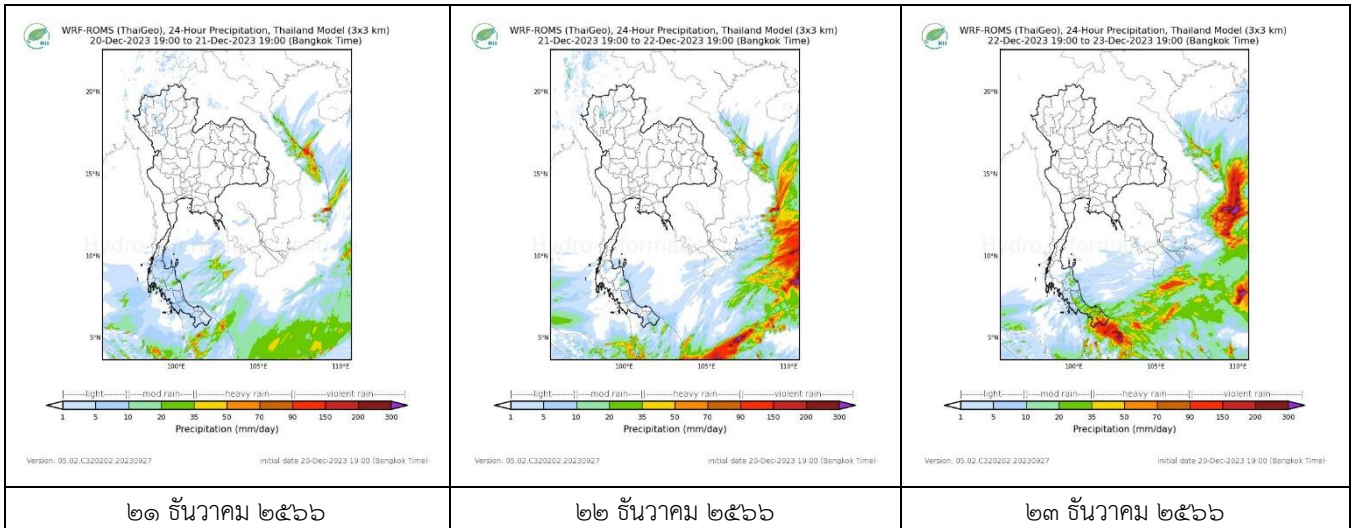 WRF-ROMS (ThaiGeo), 24-Hour Precipitation, Thailand Model (3x3 km)
20-Dec-2023 19:00 to 21-Dec-2023 19:00 (Bangkok Time)
20°N
15°N
10°N
5°N
100°E 105°E 110°E
light mod rain heavy rain violent rain
1 5 10 20 35 50 70 90 150 200 300
Precipitation (mm/day)
Version: 05.02.C320202.20230927 initial date 20-Dec-2023 19:00 (Bangkok Time)
๒๑ ธันวาคม ๒๕๖๖
WRF-ROMS (ThaiGeo), 24-Hour Precipitation, Thailand Model (3x3 km)
21-Dec-2023 19:00 to 22-Dec-2023 19:00 (Bangkok Time)
20°N
15°N
10°N
5°N
100°E 105°E 110°E
light mod rain heavy rain violent rain
1 5 10 20 35 50 70 90 150 200 300
Precipitation (mm/day)
Version: 05.02.C320202.20230927 initial date 20-Dec-2023 19:00 (Bangkok Time)
๒๒ ธันวาคม ๒๕๖๖
WRF-ROMS (ThaiGeo), 24-Hour Precipitation, Thailand Model (3x3 km)
22-Dec-2023 19:00 to 23-Dec-2023 19:00 (Bangkok Time)
20°N
15°N
10°N
5°N
100°E 105°E 110°E
light mod rain heavy rain violent rain
1 5 10 20 35 50 70 90 150 200 300
Precipitation (mm/day)
Version: 05.02.C320202.20230927 initial date 20-Dec-2023 19:00 (Bangkok Time)
๒๓ ธันวาคม ๒๕๖๖